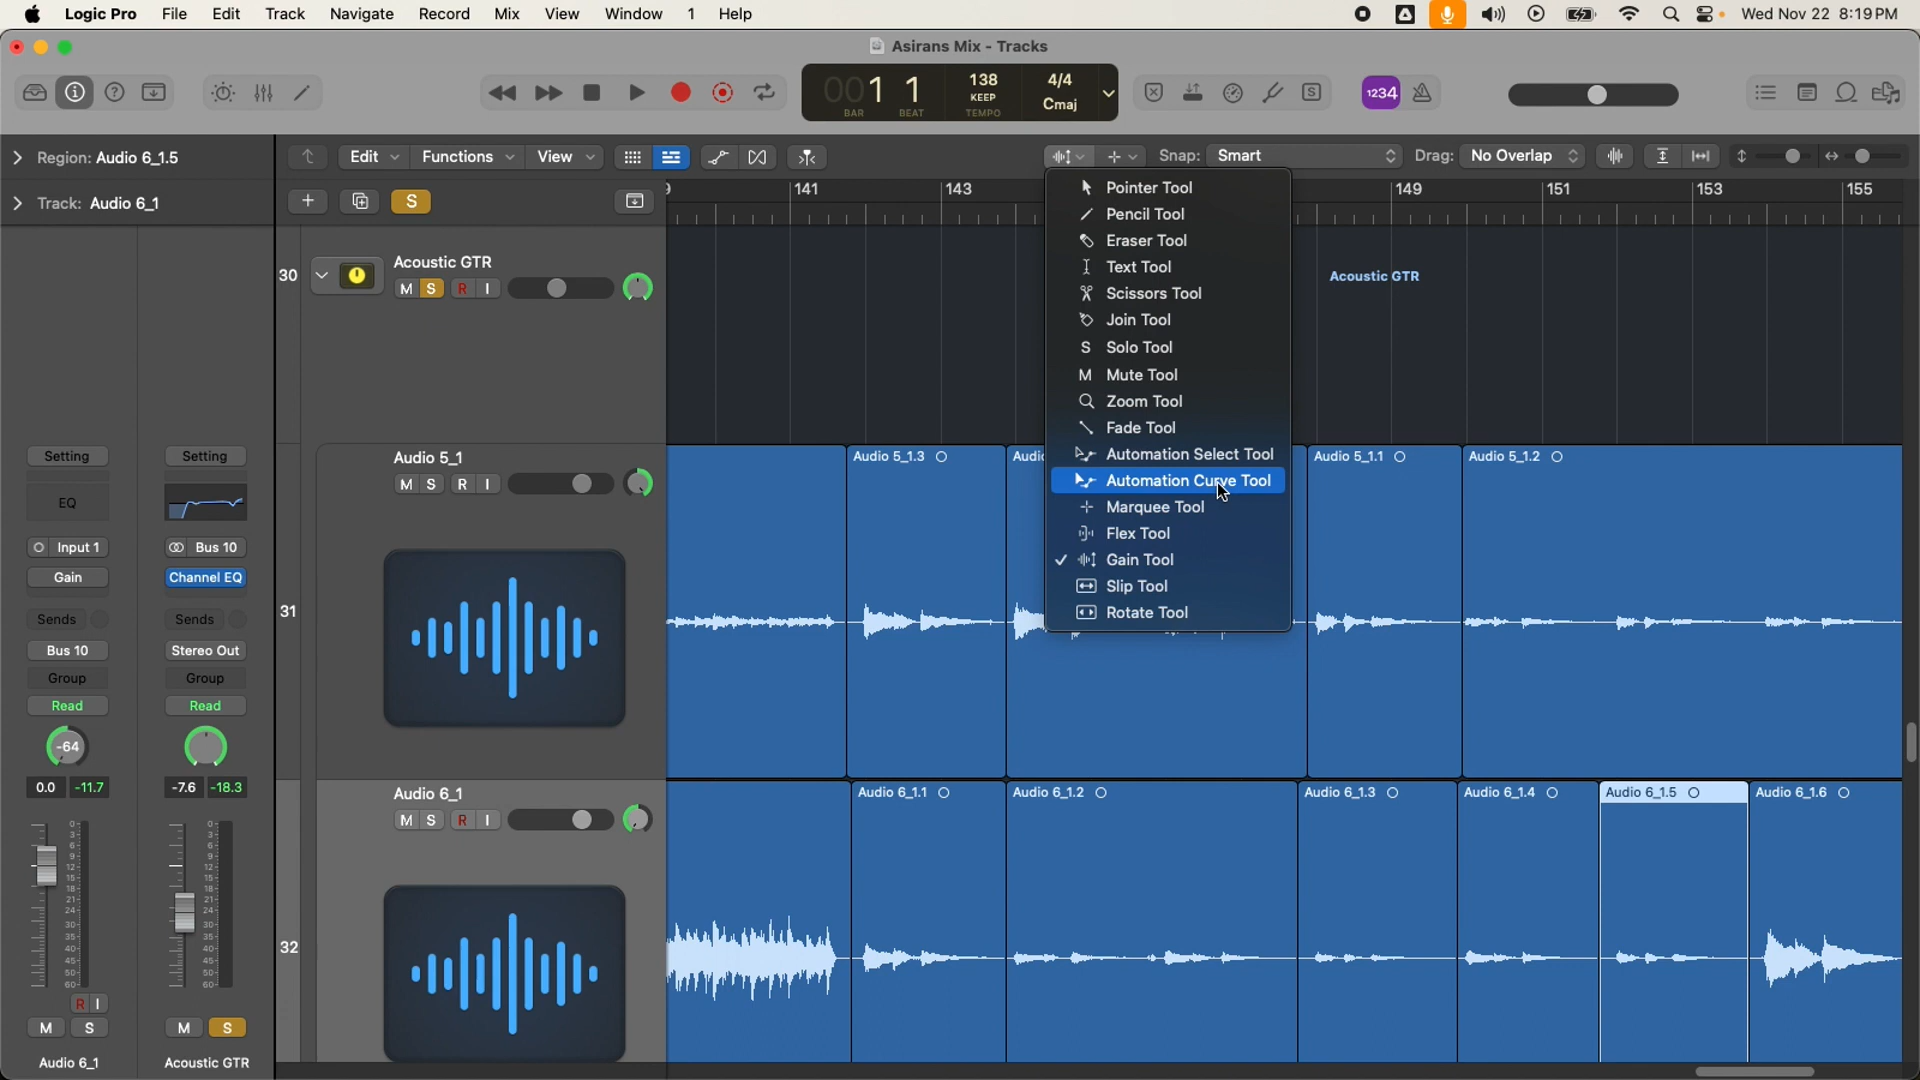 Logic Pro File Edit Track Navigate Record Mix View Window 1 Help Wed Nov 22 8:19 PM
Asirans Mix - Tracks
001 1 138 4/4
KEEP Cmaj
BAR BEAT TEMPO
1234
S
Region: Audio 6_1.5
Edit Functions View
Snap: Smart Drag: No Overlap
Track: Audio 6_1
S
9 141 143 149 151 153 155
Pointer Tool
Pencil Tool
Eraser Tool
Text Tool
Scissors Tool
Join Tool
S Solo Tool
M Mute Tool
Zoom Tool
Fade Tool
Automation Select Tool
Automation Curve Tool
Marquee Tool
Flex Tool
Gain Tool
Slip Tool
Rotate Tool
30 Acoustic GTR
M S R I
Acoustic GTR
Audio 5_1
M S R I
31
Audio 5_1.3 Audi Audio 5_1.1 Audio 5_1.2
Audio 6_1
M S R I
32
Audio 6_1.1 Audio 6_1.2 Audio 6_1.3 Audio 6_1.4 Audio 6_1.5 Audio 6_1.6
Setting Setting
EQ
Input 1 Bus 10
Gain Channel EQ
Sends Sends
Bus 10 Stereo Out
Group Group
Read Read
-64
0.0 -11.7 -7.6 -18.3
R I
M S M S
Audio 6_1 Acoustic GTR